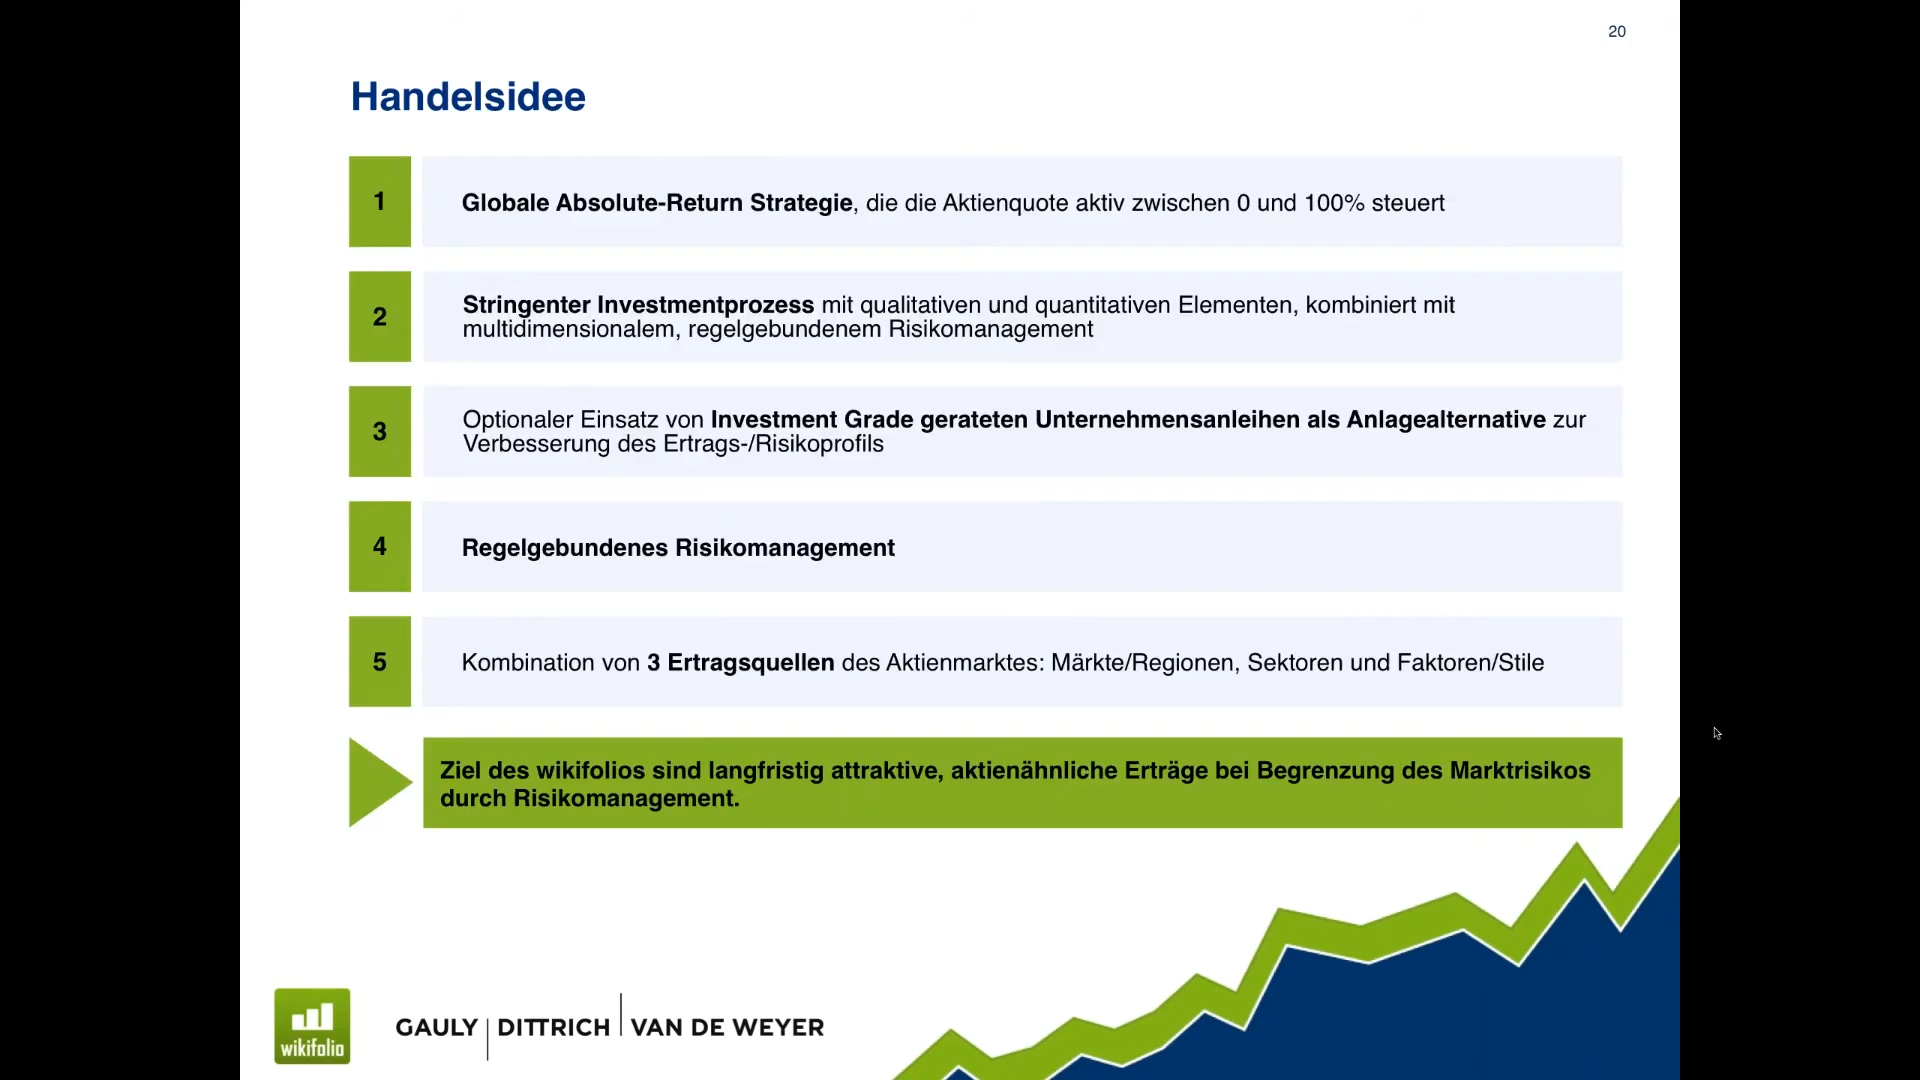 20
Handelsidee
1
Globale Absolute-Return Strategie, die die Aktienquote aktiv zwischen 0 und 100% steuert
2
Stringenter Investmentprozess mit qualitativen und quantitativen Elementen, kombiniert mit
multidimensionalem, regelgebundenem Risikomanagement
3
Optionaler Einsatz von Investment Grade gerateten Unternehmensanleihen als Anlagealternative zur
Verbesserung des Ertrags-/Risikoprofils
4
Regelgebundenes Risikomanagement
5
Kombination von 3 Ertragsquellen des Aktienmarktes: Märkte/Regionen, Sektoren und Faktoren/Stile
Ziel des wikifolios sind langfristig attraktive, aktienähnliche Erträge bei Begrenzung des Marktrisikos
durch Risikomanagement.
wikifolio
GAULY | DITTRICH | VAN DE WEYER